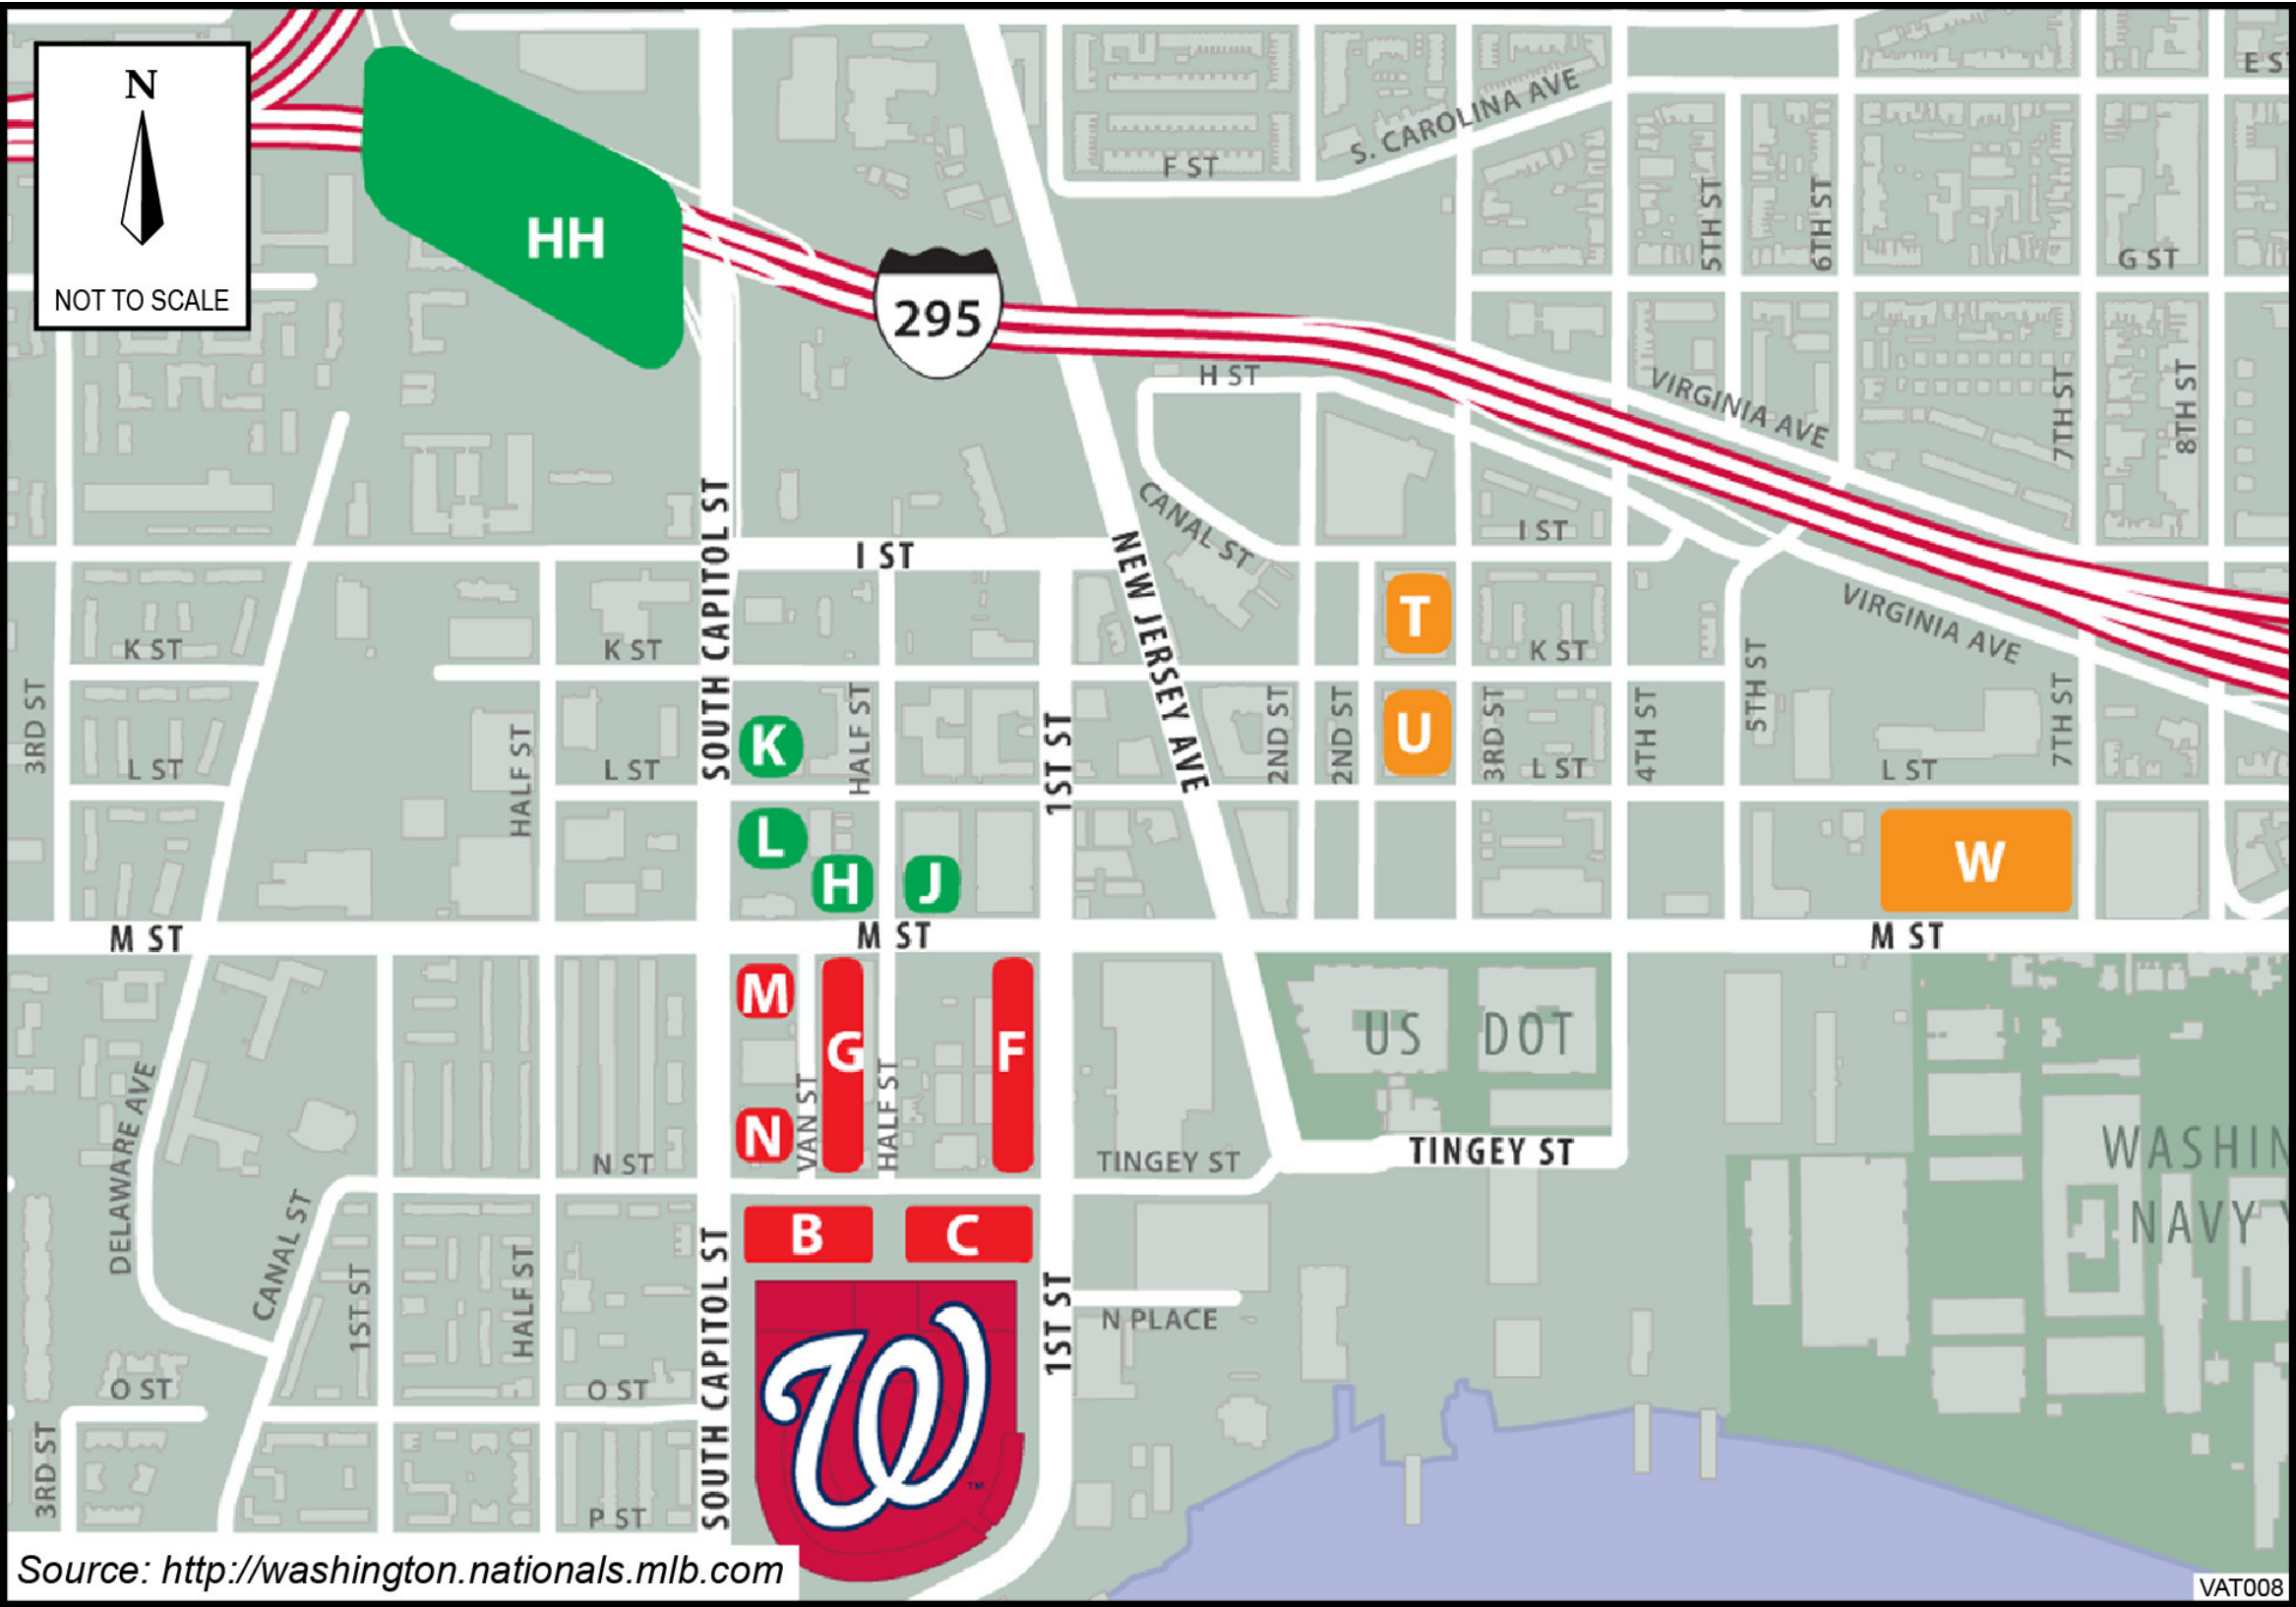 N
NOT TO SCALE
HH
295
E S
S. CAROLINA AVE
F ST
5TH ST
6TH ST
G ST
H ST
VIRGINIA AVE
7TH ST
8TH ST
CANAL ST
I ST
I ST
SOUTH CAPITOL ST
NEW JERSEY AVE
T
K ST
K ST
K ST
VIRGINIA AVE
3RD ST
HALF ST
K
HALF ST
1ST ST
2ND ST
2ND ST
U
3RD ST
4TH ST
5TH ST
7TH ST
L ST
L ST
L ST
L ST
L
H
J
W
M ST
M ST
M ST
M
G
F
N
VAN ST
HALF ST
US DOT
DELAWARE AVE
N ST
TINGEY ST
TINGEY ST
WASHIN
NAVY
CANAL ST
1ST ST
HALF ST
SOUTH CAPITOL ST
B
C
1ST ST
N PLACE
O ST
O ST
W
TM
3RD ST
P ST
Source: http://washington.nationals.mlb.com
VAT008